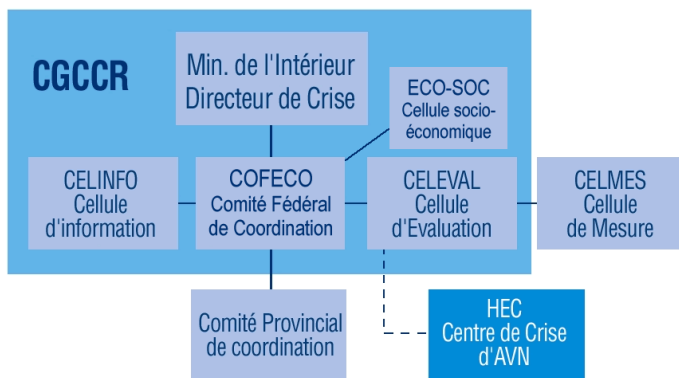 CGCCR
Min. de l'Intérieur
Directeur de Crise
ECO-SOC
Cellule socio-
économique
CELINFO
Cellule
d'information
COFECO
Comité Fédéral
de Coordination
CELEVAL
Cellule
d'Evaluation
CELMES
Cellule
de Mesure
Comité Provincial
de coordination
HEC
Centre de Crise
d'AVN